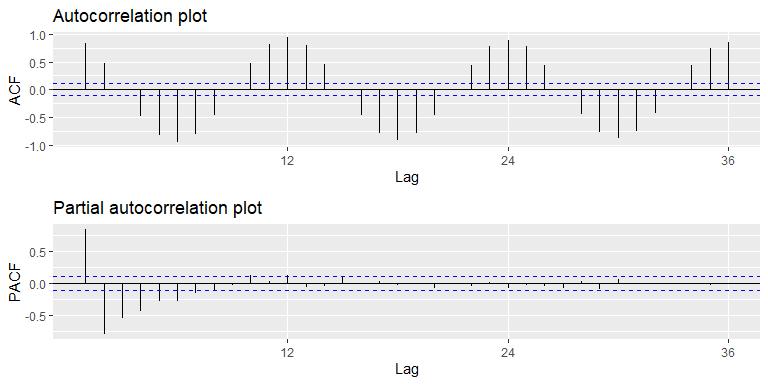 Autocorrelation plot
1.0
0.5
0.0
-0.5
-1.0
ACF
12 24 36
Lag
Partial autocorrelation plot
0.5
0.0
-0.5
PACF
12 24 36
Lag